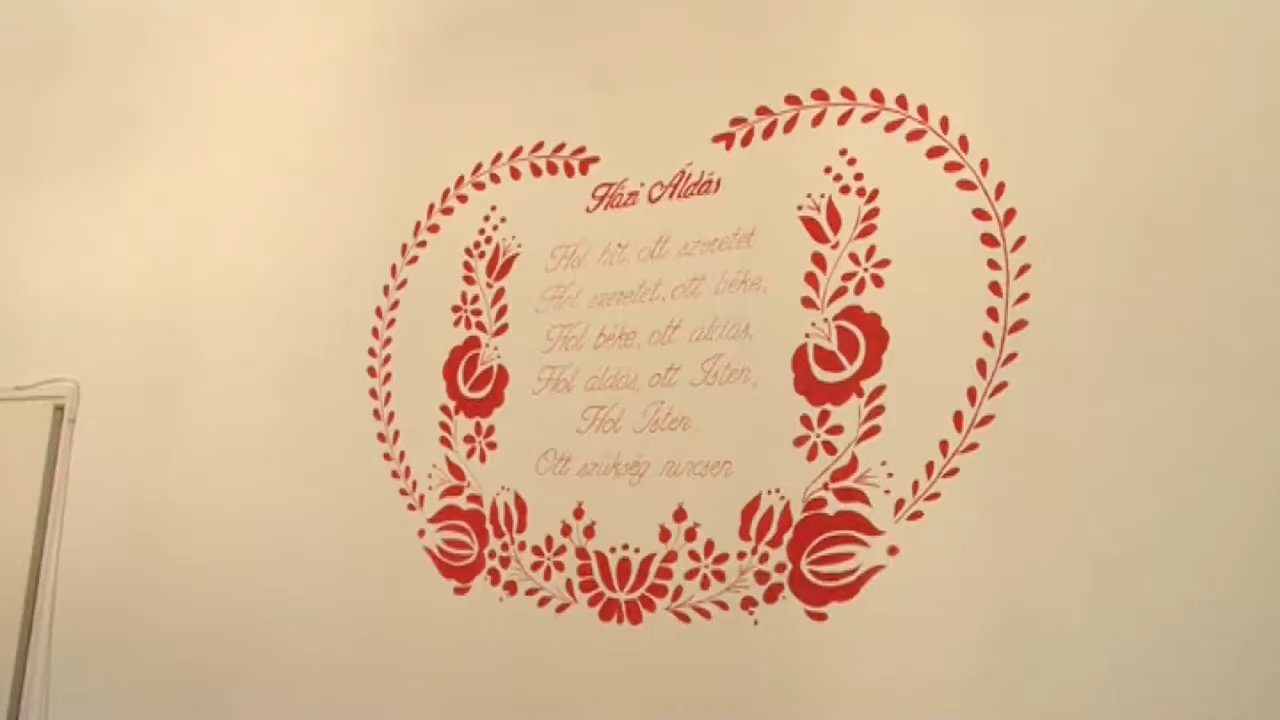 Házi Áldás
Hol hit, ott szeretet
Hol szeretet, ott béke,
Hol béke, ott áldás,
Hol áldás, ott Isten,
Hol Isten
Ott szükség nincsen